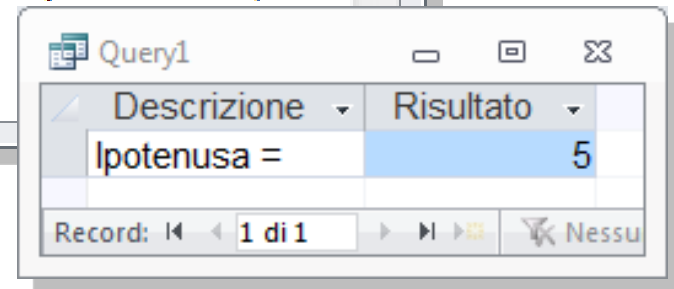 Query1
Descrizione Risultato
Ipotenusa = 5
Record: 1 di 1 Nessu